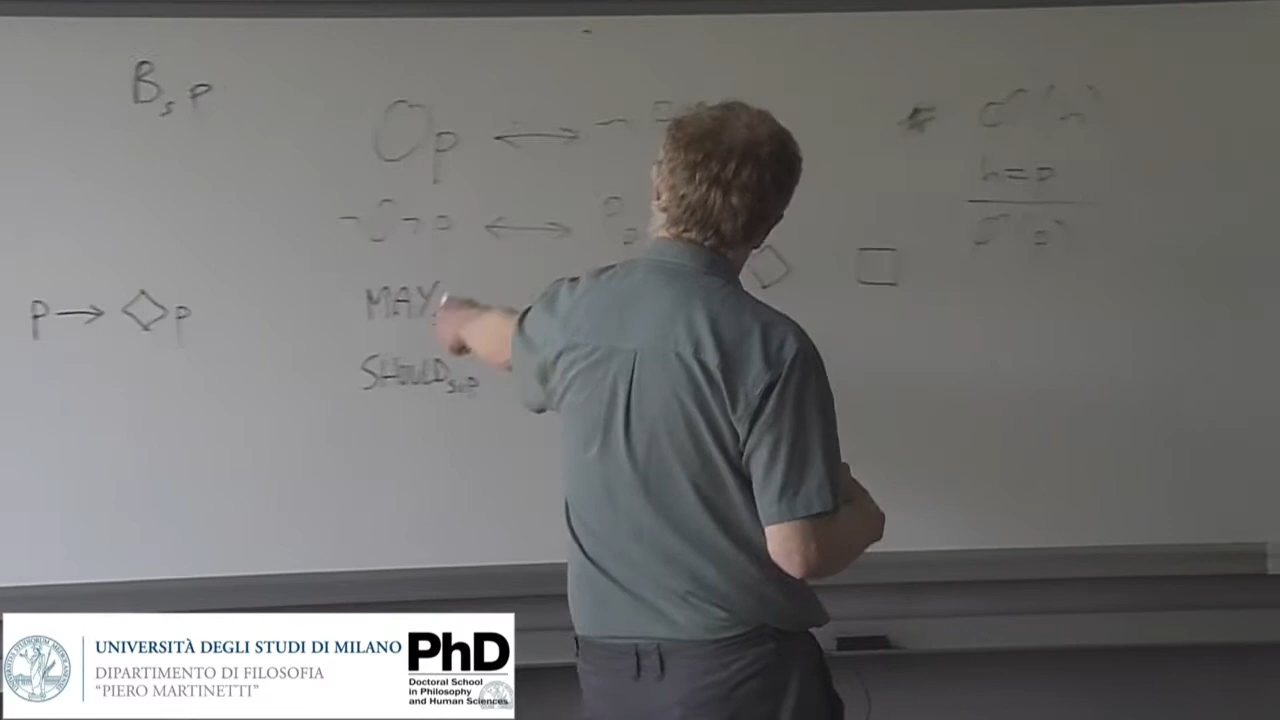 B_s p
Op ↔ ¬
¬O¬p ↔ P
p → ◇p
MAY
SHOULD
◇ □
h=p
UNIVERSITÀ DEGLI STUDI DI MILANO
DIPARTIMENTO DI FILOSOFIA
“PIERO MARTINETTI”
PhD
Doctoral School
in Philosophy
and Human Sciences